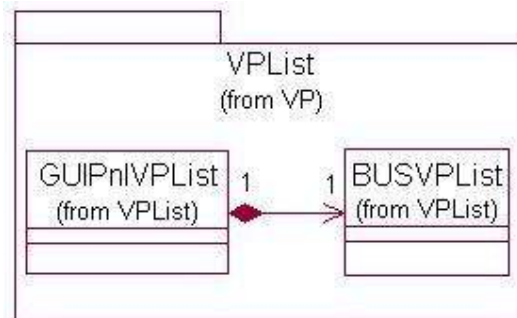 VPList
(from VP)
GUIPnlVPList
(from VPList)
1
1
BUSVPList
(from VPList)